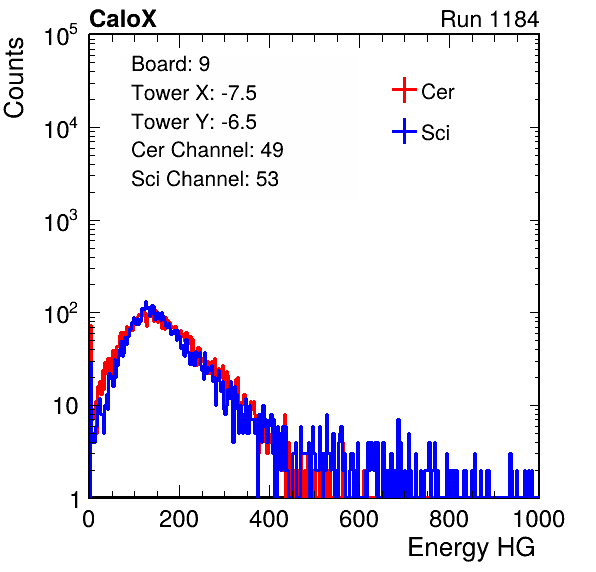 CaloX Run 1184
Counts
Board: 9
Tower X: -7.5
Tower Y: -6.5
Cer Channel: 49
Sci Channel: 53
Cer
Sci
10^5
10^4
10^3
10^2
10
1
0 200 400 600 800 1000
Energy HG